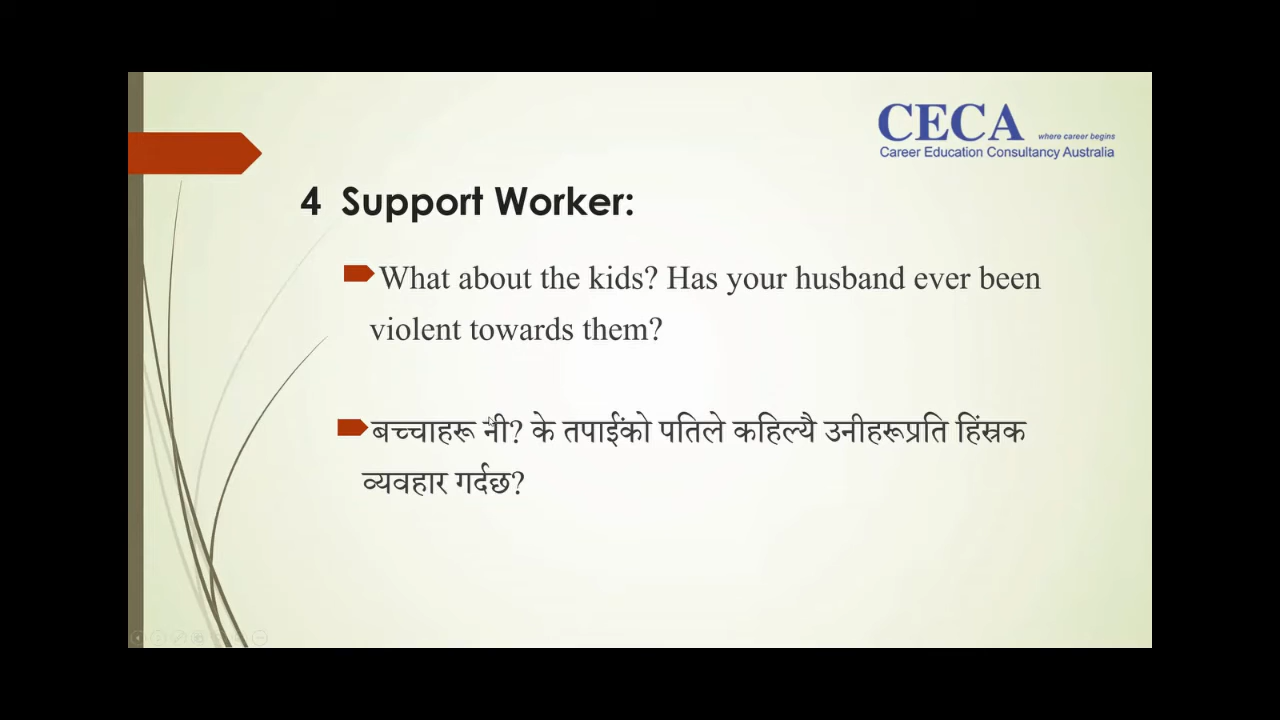 CECA where career begins
Career Education Consultancy Australia
4 Support Worker:
What about the kids? Has your husband ever been
violent towards them?
बच्चाहरू नी? के तपाईंको पतिले कहिल्यै उनीहरूप्रति हिंस्रक
व्यवहार गर्दछ?